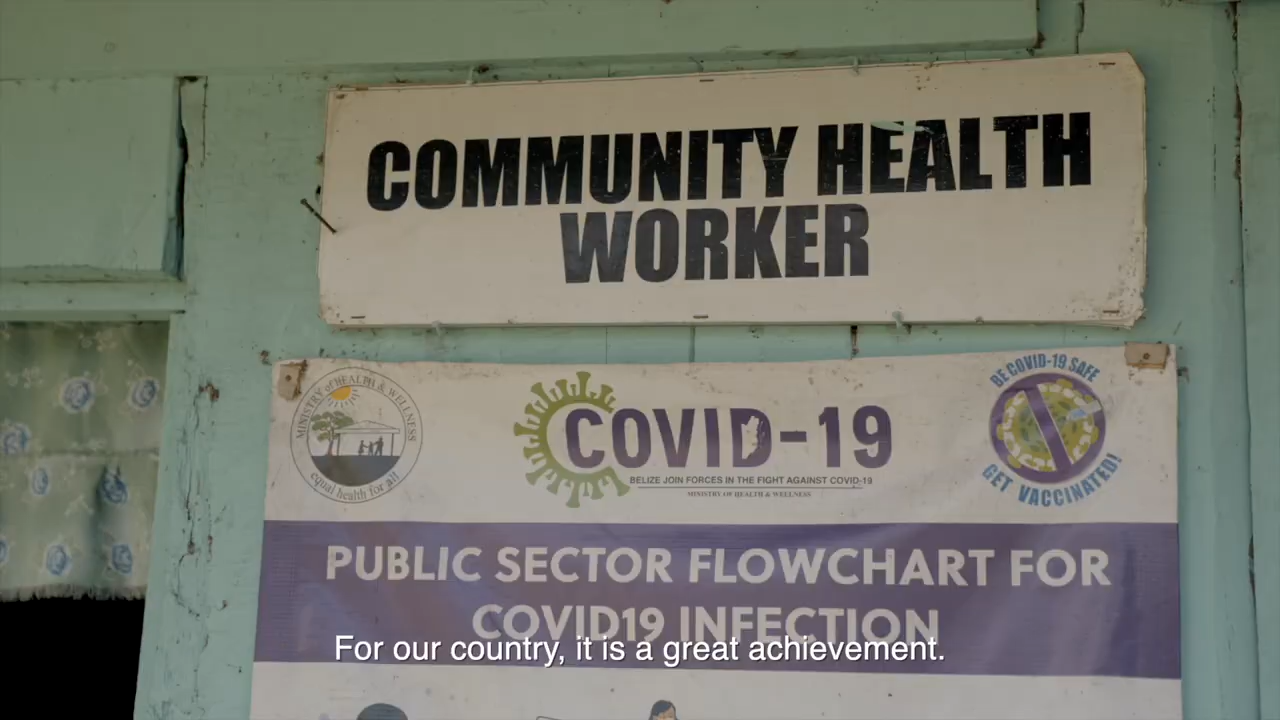 COMMUNITY HEALTH
WORKER
MINISTRY of HEALTH & WELLNESS
equal health for all
COVID-19
BELIZE JOIN FORCES IN THE FIGHT AGAINST COVID-19
MINISTRY OF HEALTH & WELLNESS
BE COVID-19 SAFE
GET VACCINATED!
PUBLIC SECTOR FLOWCHART FOR
COVID19 INFECTION
For our country, it is a great achievement.